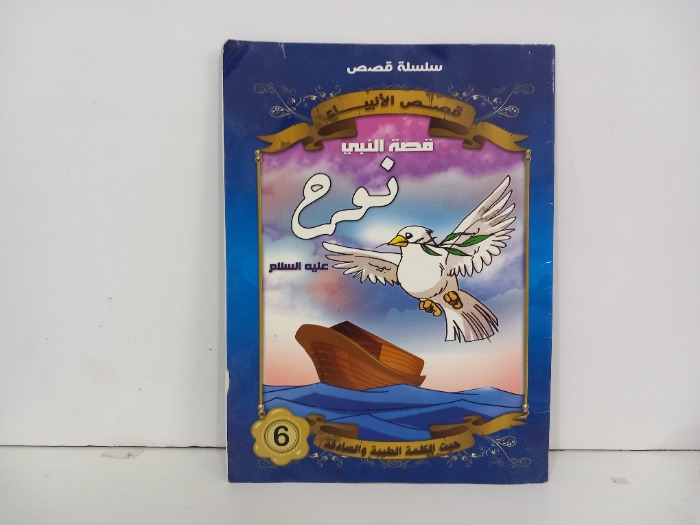 سلسلة قصص
قصص الأنبياء
قصة النبي
نوح
عليه السلام
6
حيث الكلمة الطيبة والصادقة